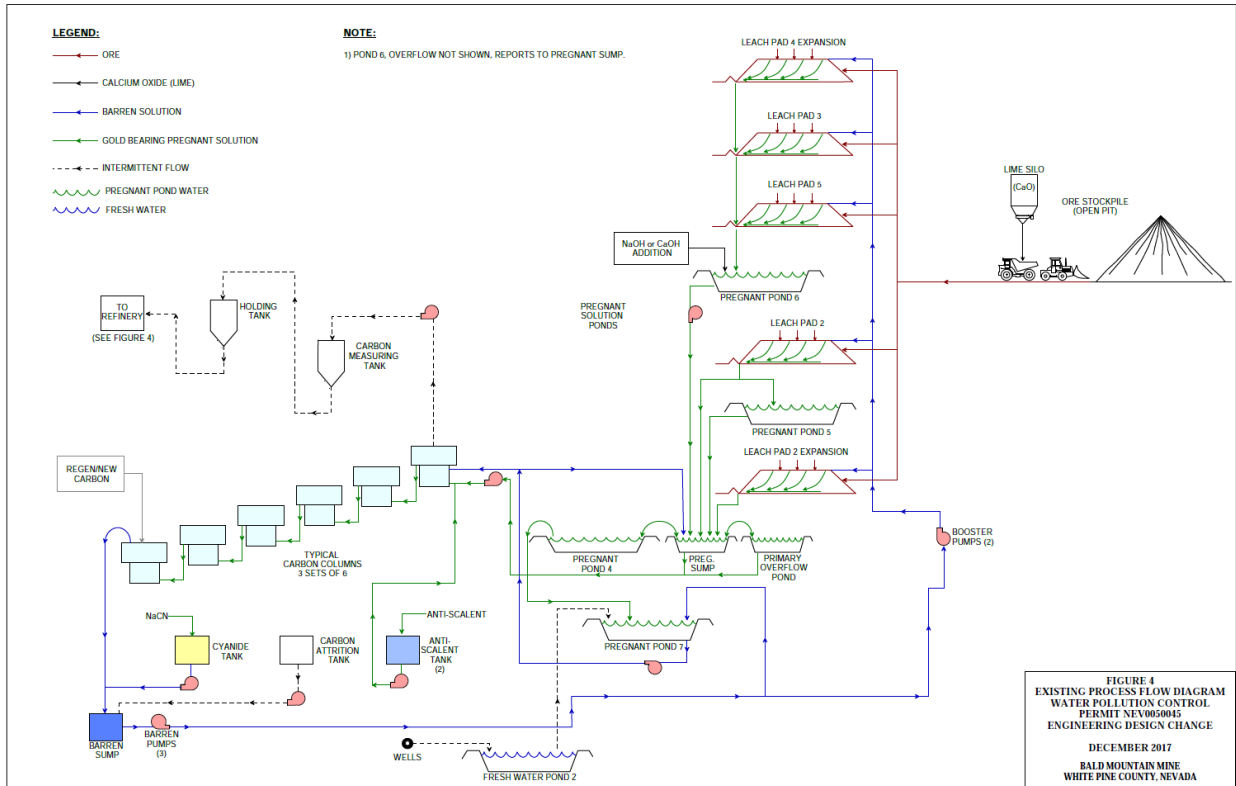 LEGEND:
ORE
CALCIUM OXIDE (LIME)
BARREN SOLUTION
GOLD BEARING PREGNANT SOLUTION
INTERMITTENT FLOW
PREGNANT POND WATER
FRESH WATER
NOTE:
1) POND 6, OVERFLOW NOT SHOWN, REPORTS TO PREGNANT SUMP.
LEACH PAD 4 EXPANSION
LEACH PAD 3
LEACH PAD 5
LIME SILO
(CaO)
ORE STOCKPILE
(OPEN PIT)
NaOH or CaOH
ADDITION
PREGNANT POND 6
PREGNANT
SOLUTION
PONDS
TO
REFINERY
(SEE FIGURE 4)
HOLDING
TANK
CARBON
MEASURING
TANK
LEACH PAD 2
PREGNANT POND 5
LEACH PAD 2 EXPANSION
REGEN/NEW
CARBON
TYPICAL
CARBON COLUMNS
3 SETS OF 6
PREGNANT
POND 4
PREG.
SUMP
PRIMARY
OVERFLOW
POND
BOOSTER
PUMPS (2)
NaCN
CYANIDE
TANK
CARBON
ATTRITION
TANK
ANTI-SCALENT
ANTI-
SCALENT
TANK
(2)
PREGNANT POND 7
BARREN
SUMP
BARREN
PUMPS
(3)
WELLS
FRESH WATER POND 2
FIGURE 4
EXISTING PROCESS FLOW DIAGRAM
WATER POLLUTION CONTROL
PERMIT NEV0050045
ENGINEERING DESIGN CHANGE
DECEMBER 2017
BALD MOUNTAIN MINE
WHITE PINE COUNTY, NEVADA